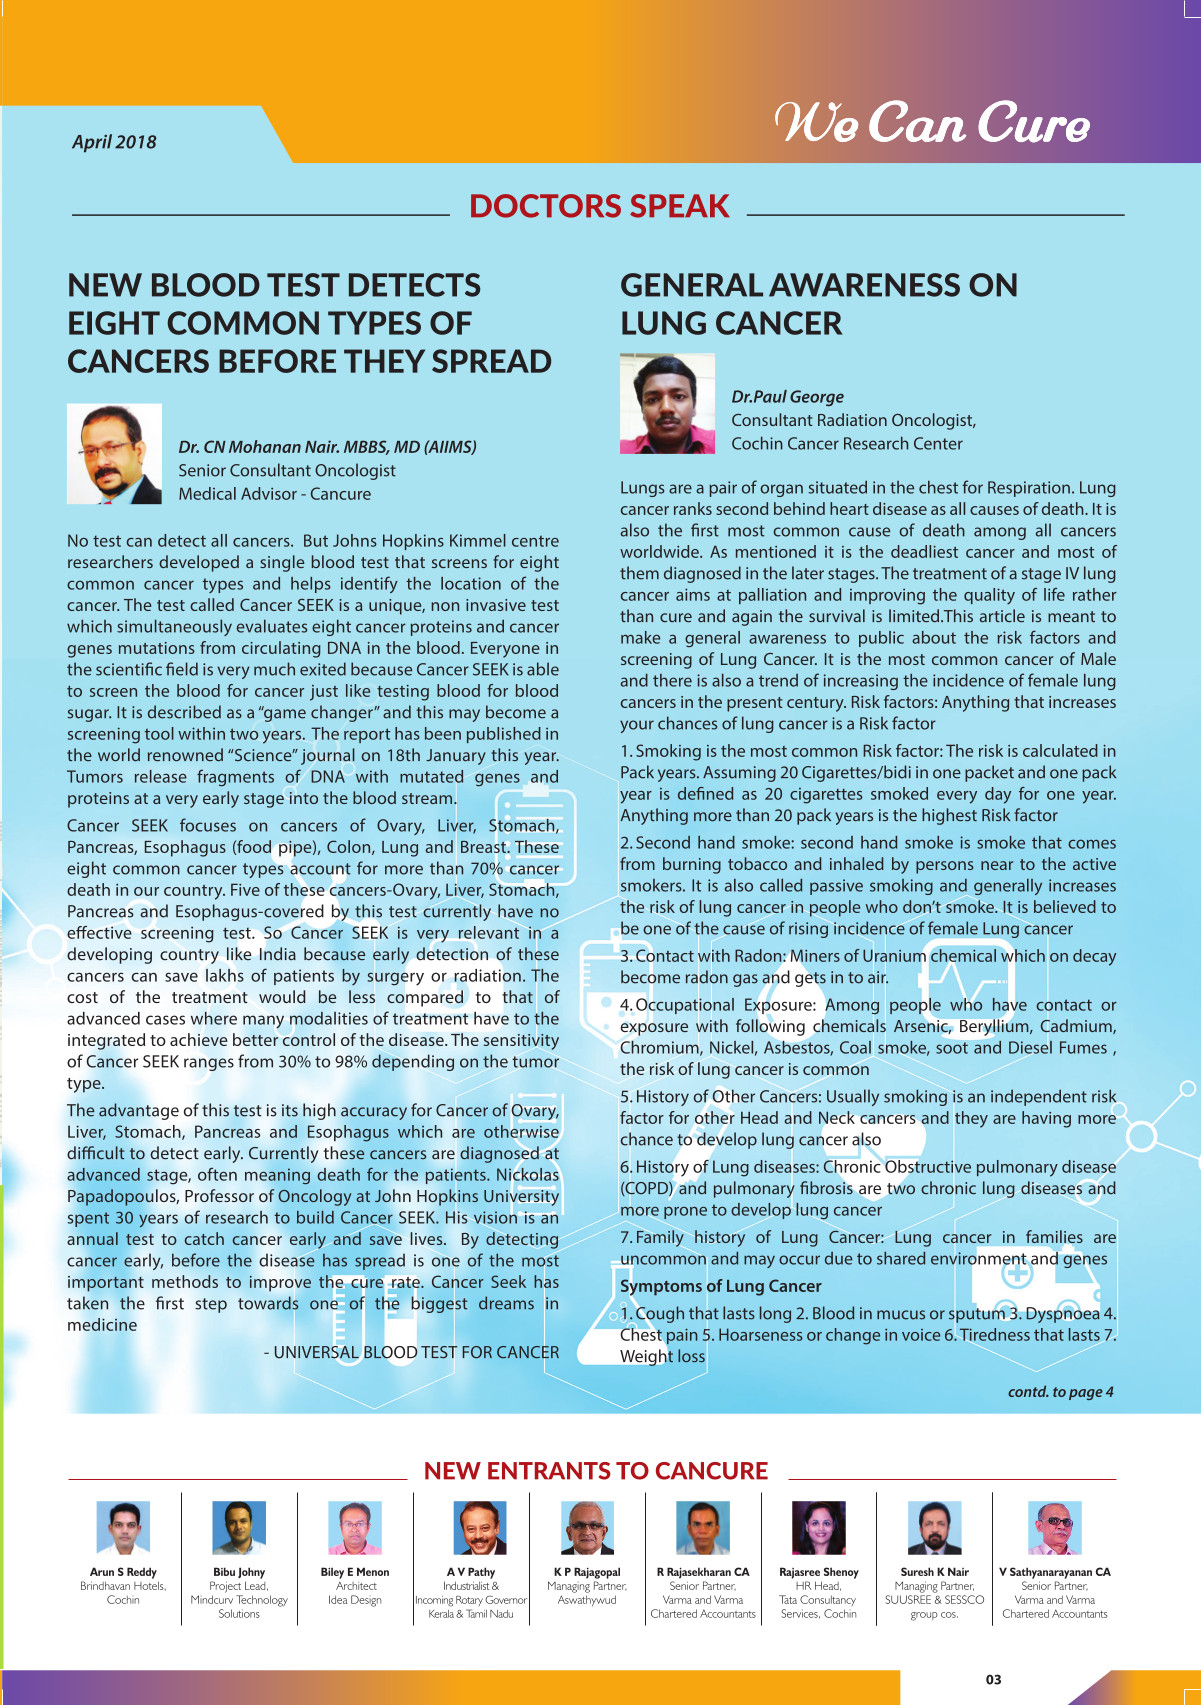 April 2018
We Can Cure
DOCTORS SPEAK
NEW BLOOD TEST DETECTS
EIGHT COMMON TYPES OF
CANCERS BEFORE THEY SPREAD
Dr. CN Mohanan Nair. MBBS, MD (AIIMS)
Senior Consultant Oncologist
Medical Advisor - Cancure
No test can detect all cancers. But Johns Hopkins Kimmel centre
researchers developed a single blood test that screens for eight
common cancer types and helps identify the location of the
cancer. The test called Cancer SEEK is a unique, non invasive test
which simultaneously evaluates eight cancer proteins and cancer
genes mutations from circulating DNA in the blood. Everyone in
the scientific field is very much exited because Cancer SEEK is able
to screen the blood for cancer just like testing blood for blood
sugar. It is described as a “game changer” and this may become a
screening tool within two years. The report has been published in
the world renowned “Science” journal on 18th January this year.
Tumors release fragments of DNA with mutated genes and
proteins at a very early stage into the blood stream.
Cancer SEEK focuses on cancers of Ovary, Liver, Stomach,
Pancreas, Esophagus (food pipe), Colon, Lung and Breast. These
eight common cancer types account for more than 70% cancer
death in our country. Five of these cancers-Ovary, Liver, Stomach,
Pancreas and Esophagus-covered by this test currently have no
effective screening test. So Cancer SEEK is very relevant in a
developing country like India because early detection of these
cancers can save lakhs of patients by surgery or radiation. The
cost of the treatment would be less compared to that of
advanced cases where many modalities of treatment have to the
integrated to achieve better control of the disease. The sensitivity
of Cancer SEEK ranges from 30% to 98% depending on the tumor
type.
The advantage of this test is its high accuracy for Cancer of Ovary,
Liver, Stomach, Pancreas and Esophagus which are otherwise
difficult to detect early. Currently these cancers are diagnosed at
advanced stage, often meaning death for the patients. Nickolas
Papadopoulos, Professor of Oncology at John Hopkins University
spent 30 years of research to build Cancer SEEK. His vision is an
annual test to catch cancer early and save lives. By detecting
cancer early, before the disease has spread is one of the most
important methods to improve the cure rate. Cancer Seek has
taken the first step towards one of the biggest dreams in
medicine
- UNIVERSAL BLOOD TEST FOR CANCER
GENERAL AWARENESS ON
LUNG CANCER
Dr.Paul George
Consultant Radiation Oncologist,
Cochin Cancer Research Center
Lungs are a pair of organ situated in the chest for Respiration. Lung
cancer ranks second behind heart disease as all causes of death. It is
also the first most common cause of death among all cancers
worldwide. As mentioned it is the deadliest cancer and most of
them diagnosed in the later stages. The treatment of a stage IV lung
cancer aims at palliation and improving the quality of life rather
than cure and again the survival is limited.This article is meant to
make a general awareness to public about the risk factors and
screening of Lung Cancer. It is the most common cancer of Male
and there is also a trend of increasing the incidence of female lung
cancers in the present century. Risk factors: Anything that increases
your chances of lung cancer is a Risk factor
1. Smoking is the most common Risk factor: The risk is calculated in
Pack years. Assuming 20 Cigarettes/bidi in one packet and one pack
year is defined as 20 cigarettes smoked every day for one year.
Anything more than 20 pack years is the highest Risk factor
2. Second hand smoke: second hand smoke is smoke that comes
from burning tobacco and inhaled by persons near to the active
smokers. It is also called passive smoking and generally increases
the risk of lung cancer in people who don’t smoke. It is believed to
be one of the cause of rising incidence of female Lung cancer
3. Contact with Radon: Miners of Uranium chemical which on decay
become radon gas and gets in to air.
4. Occupational Exposure: Among people who have contact or
exposure with following chemicals Arsenic, Beryllium, Cadmium,
Chromium, Nickel, Asbestos, Coal smoke, soot and Diesel Fumes ,
the risk of lung cancer is common
5. History of Other Cancers: Usually smoking is an independent risk
factor for other Head and Neck cancers and they are having more
chance to develop lung cancer also
6. History of Lung diseases: Chronic Obstructive pulmonary disease
(COPD) and pulmonary fibrosis are two chronic lung diseases and
more prone to develop lung cancer
7. Family history of Lung Cancer: Lung cancer in families are
uncommon and may occur due to shared environment and genes
Symptoms of Lung Cancer
1. Cough that lasts long 2. Blood in mucus or sputum 3. Dyspnoea 4.
Chest pain 5. Hoarseness or change in voice 6. Tiredness that lasts 7.
Weight loss
contd. to page 4
NEW ENTRANTS TO CANCURE
Arun S Reddy
Brindhavan Hotels,
Cochin
Bibu Johny
Project Lead,
Mindcurv Technology
Solutions
Biley E Menon
Architect
Idea Design
A V Pathy
Industrialist &
Incoming Rotary Governor
Kerala & Tamil Nadu
K P Rajagopal
Managing Partner,
Aswathywud
R Rajasekharan CA
Senior Partner,
Varma and Varma
Chartered Accountants
Rajasree Shenoy
HR Head,
Tata Consultancy
Services, Cochin
Suresh K Nair
Managing Partner,
SUUSREE & SESSCO
group cos.
V Sathyanarayanan CA
Senior Partner,
Varma and Varma
Chartered Accountants
03